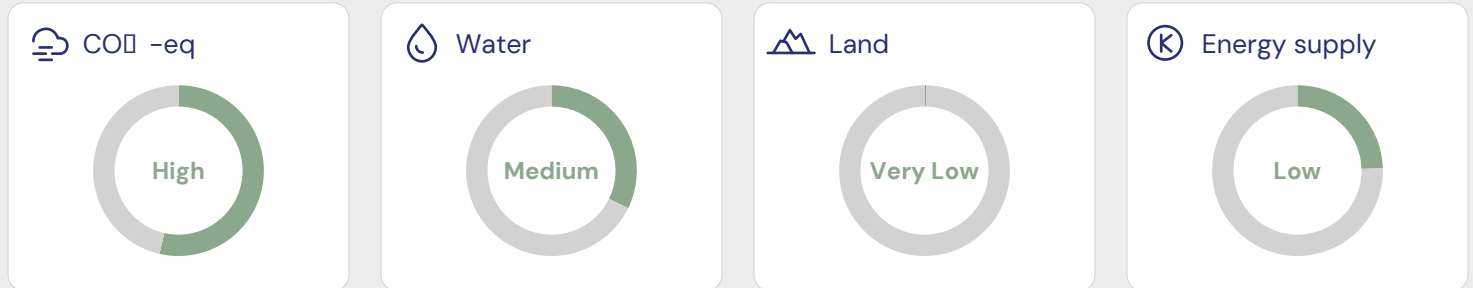 CO▯ -eq
Water
Land
Energy supply
High
Medium
Very Low
Low